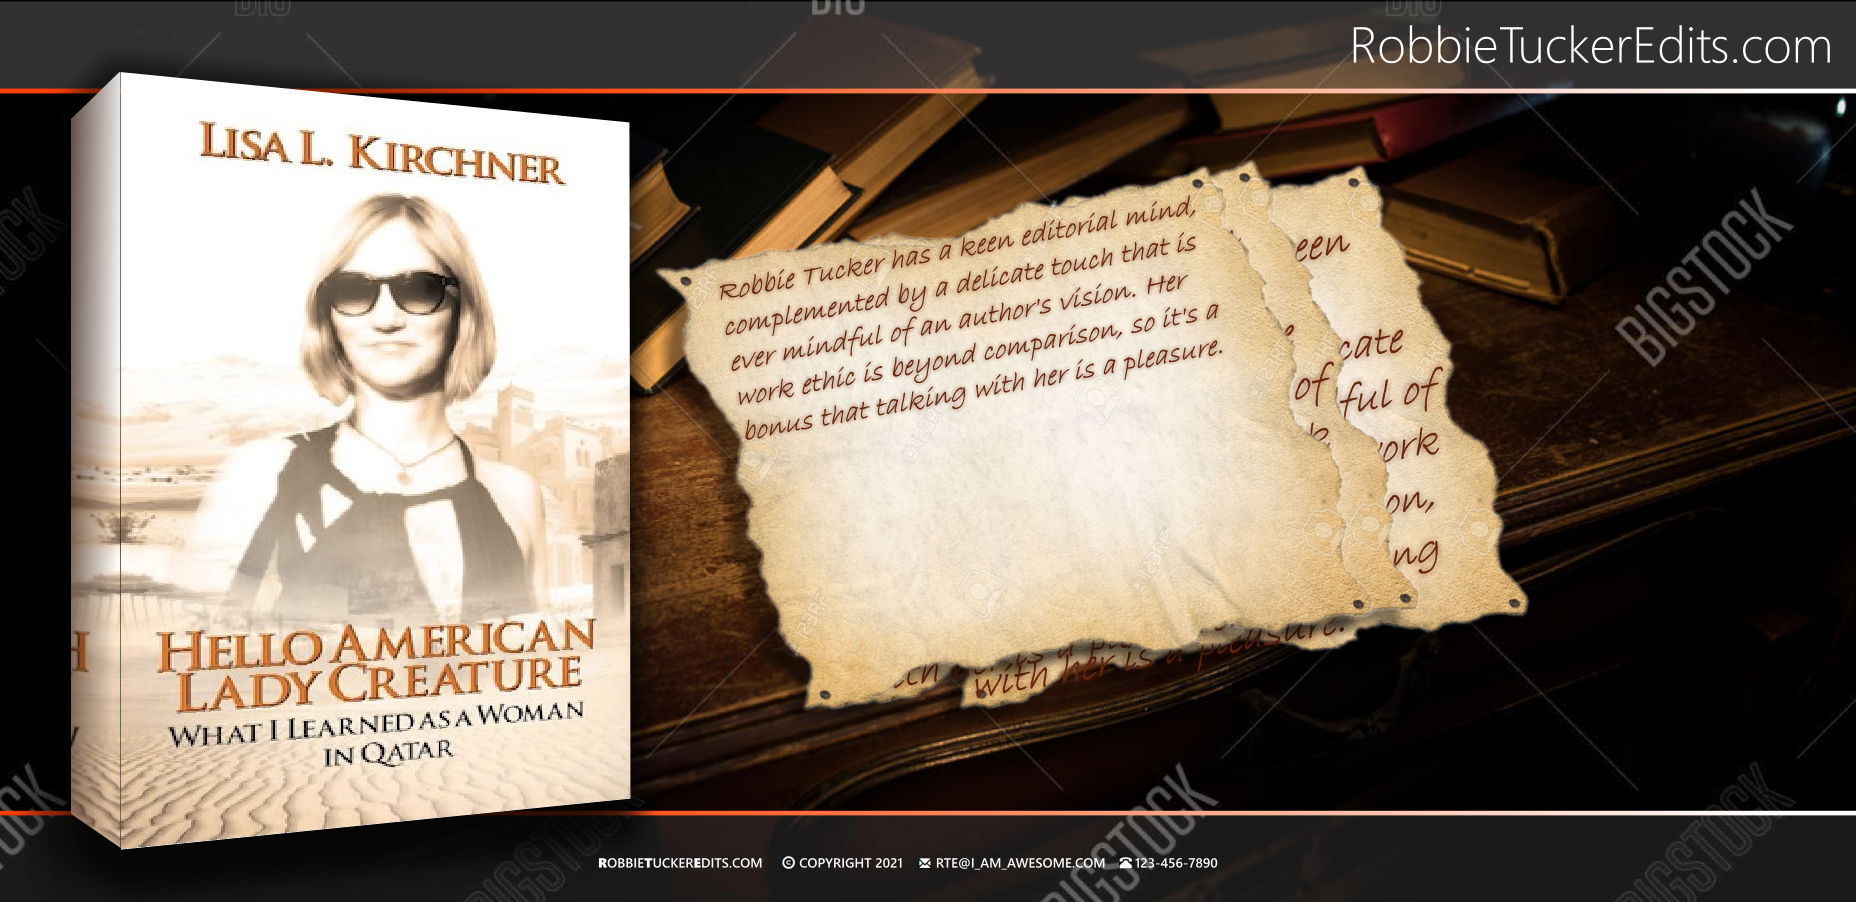 RobbieTuckerEdits.com
LISA L. KIRCHNER
HELLO AMERICAN
LADY CREATURE
WHAT I LEARNED AS A WOMAN
IN QATAR
Robbie Tucker has a keen editorial mind,
complemented by a delicate touch that is
ever mindful of an author's vision. Her
work ethic is beyond comparison, so it's a
bonus that talking with her is a pleasure.
een
cate
of
ful of
ork
on,
ng
with her is a pleasure.
ROBBIETUCKEREDITS.COM © COPYRIGHT 2021 RTE@I_AM_AWESOME.COM 123-456-7890
BIGSTOCK
BIGSTOCK
BIGSTOCK
BIGSTOCK